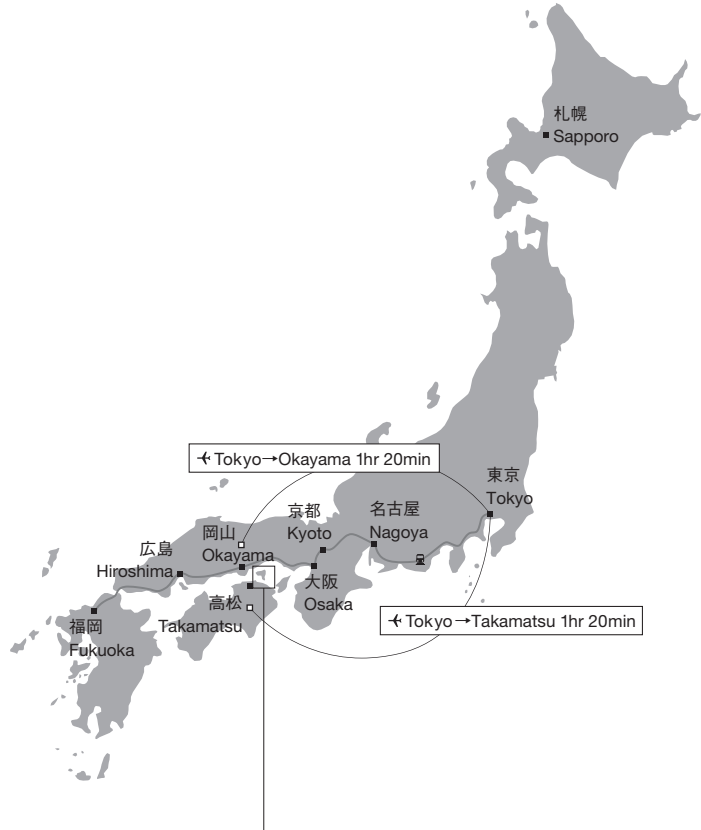 札幌
Sapporo
Tokyo→Okayama 1hr 20min
東京
Tokyo
京都
Kyoto
名古屋
Nagoya
岡山
Okayama
広島
Hiroshima
大阪
Osaka
高松
Takamatsu
Tokyo→Takamatsu 1hr 20min
福岡
Fukuoka